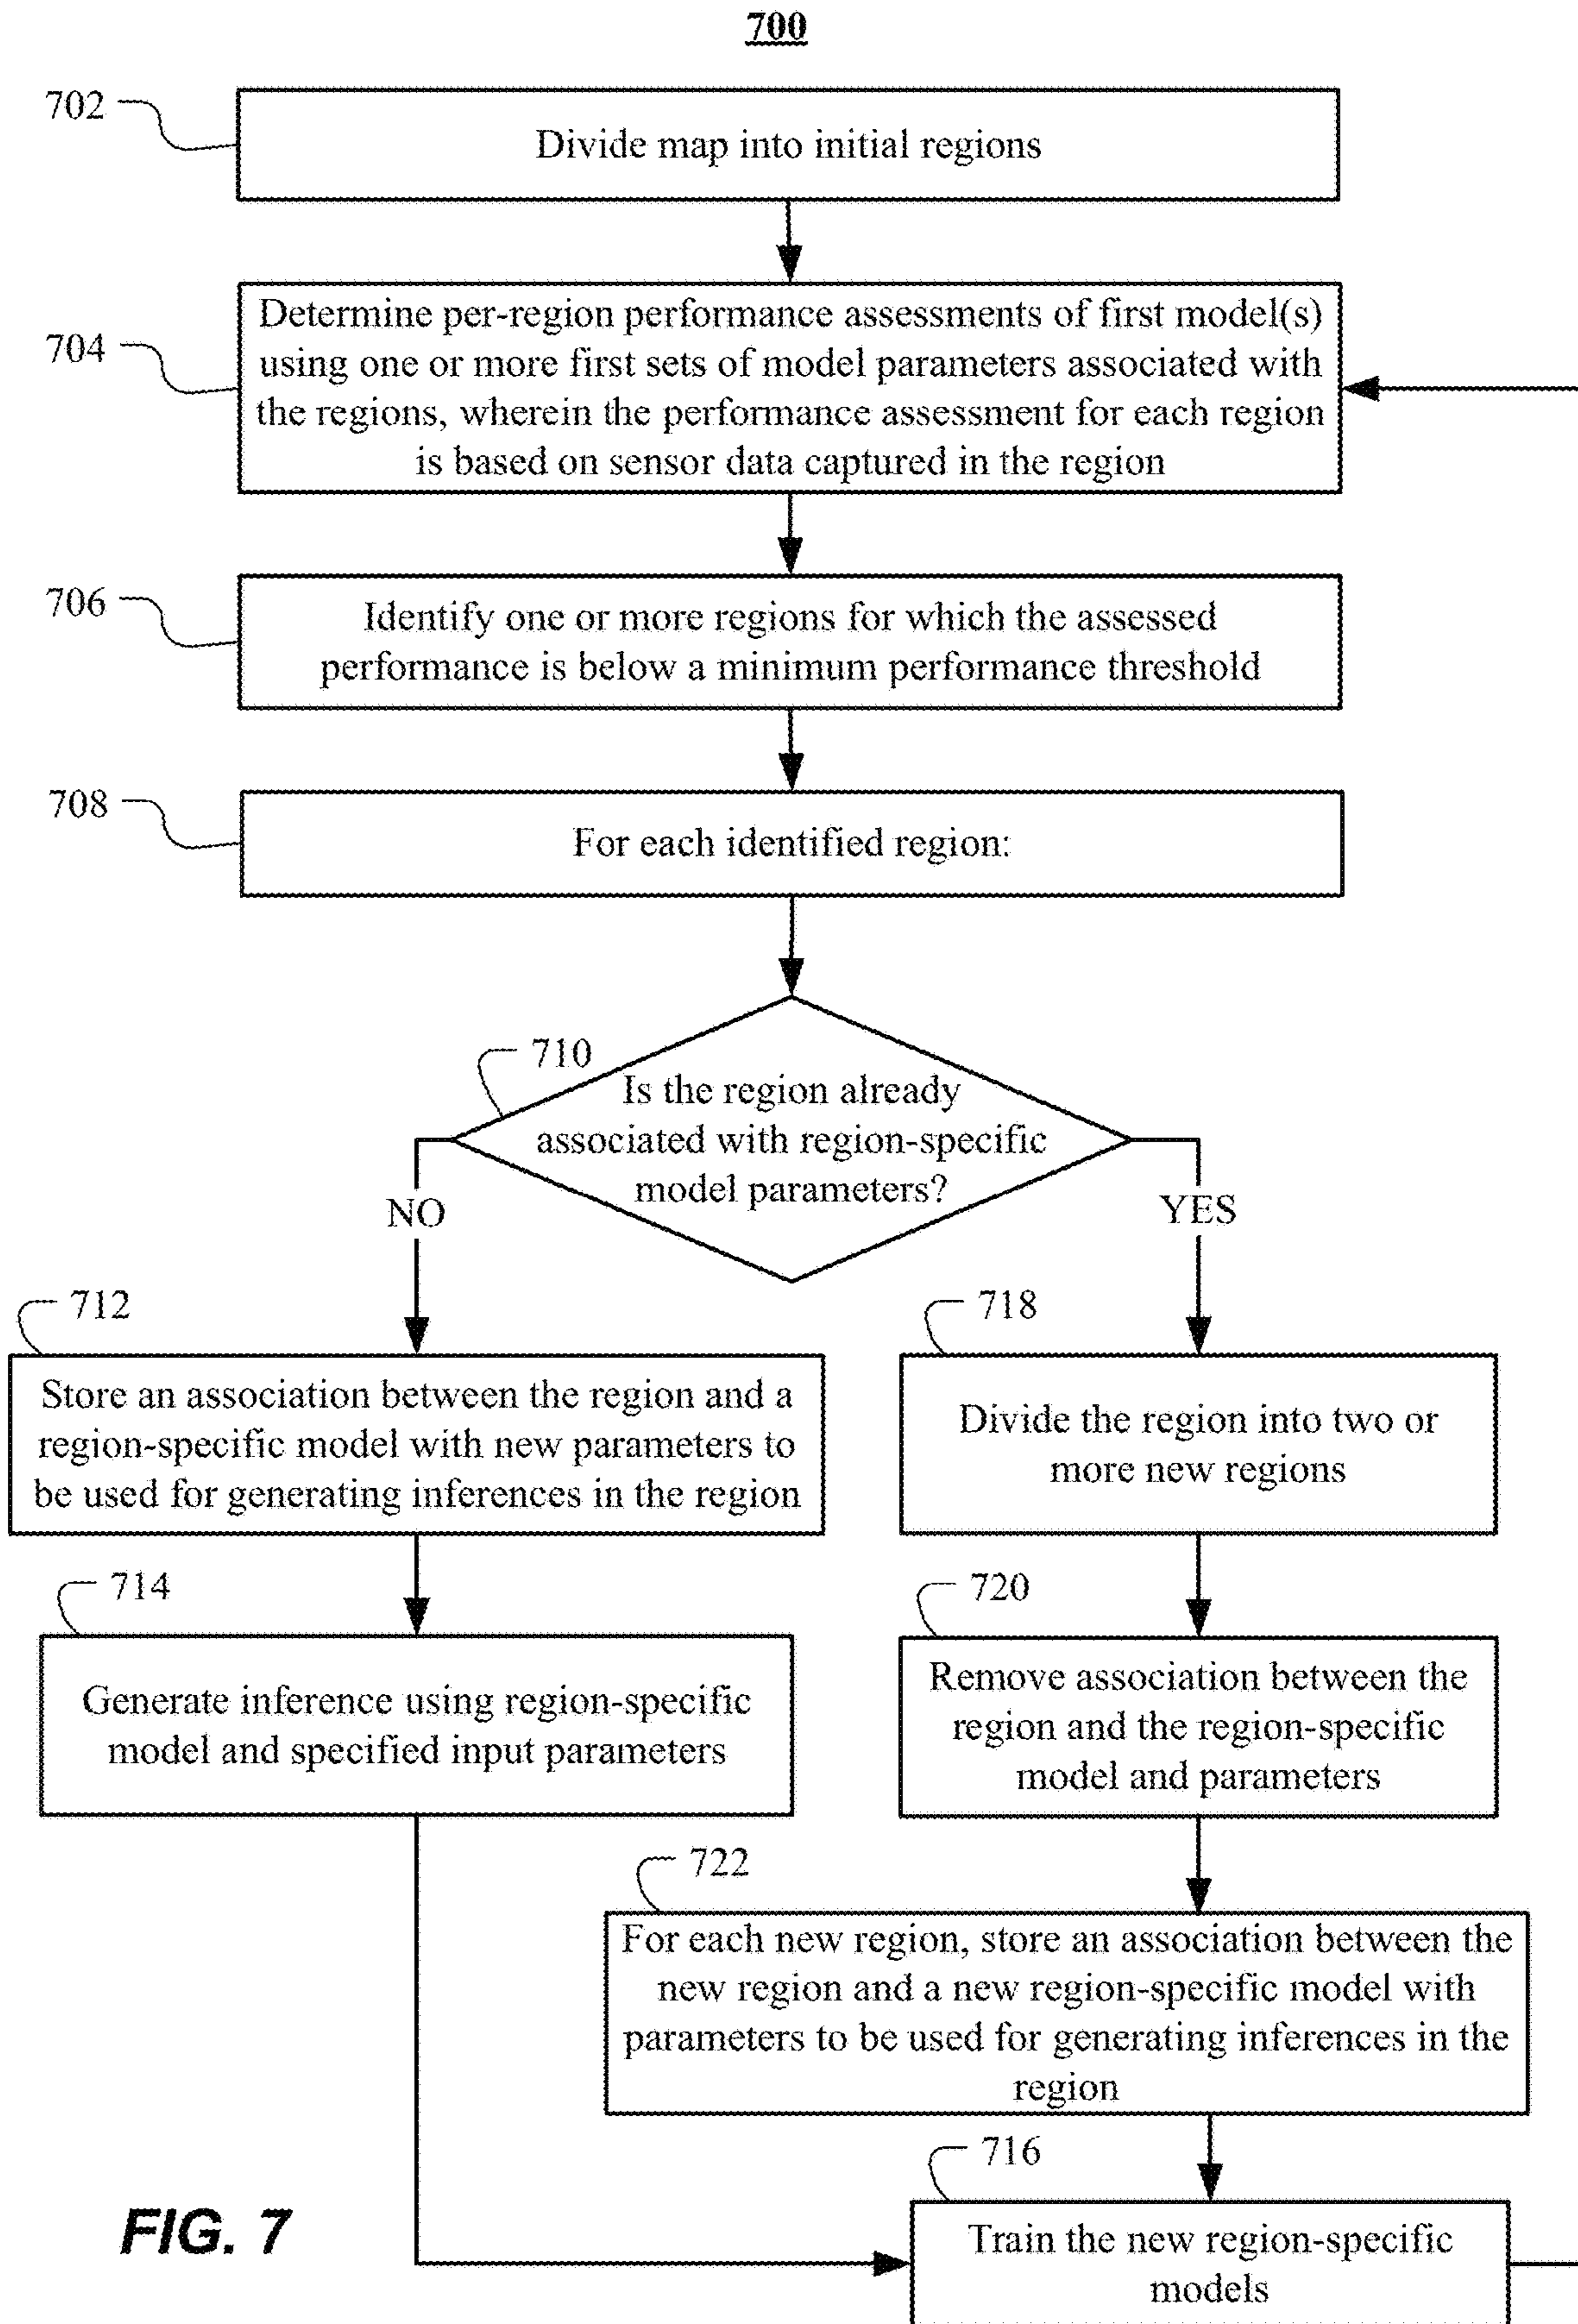 700
702
Divide map into initial regions
704
Determine per-region performance assessments of first model(s)
using one or more first sets of model parameters associated with
the regions, wherein the performance assessment for each region
is based on sensor data captured in the region
706
Identify one or more regions for which the assessed
performance is below a minimum performance threshold
708
For each identified region:
710
Is the region already
associated with region-specific
model parameters?
NO
YES
712
Store an association between the region and a
region-specific model with new parameters to
be used for generating inferences in the region
714
Generate inference using region-specific
model and specified input parameters
718
Divide the region into two or
more new regions
720
Remove association between the
region and the region-specific
model and parameters
722
For each new region, store an association between the
new region and a new region-specific model with
parameters to be used for generating inferences in the
region
716
Train the new region-specific
models
FIG. 7